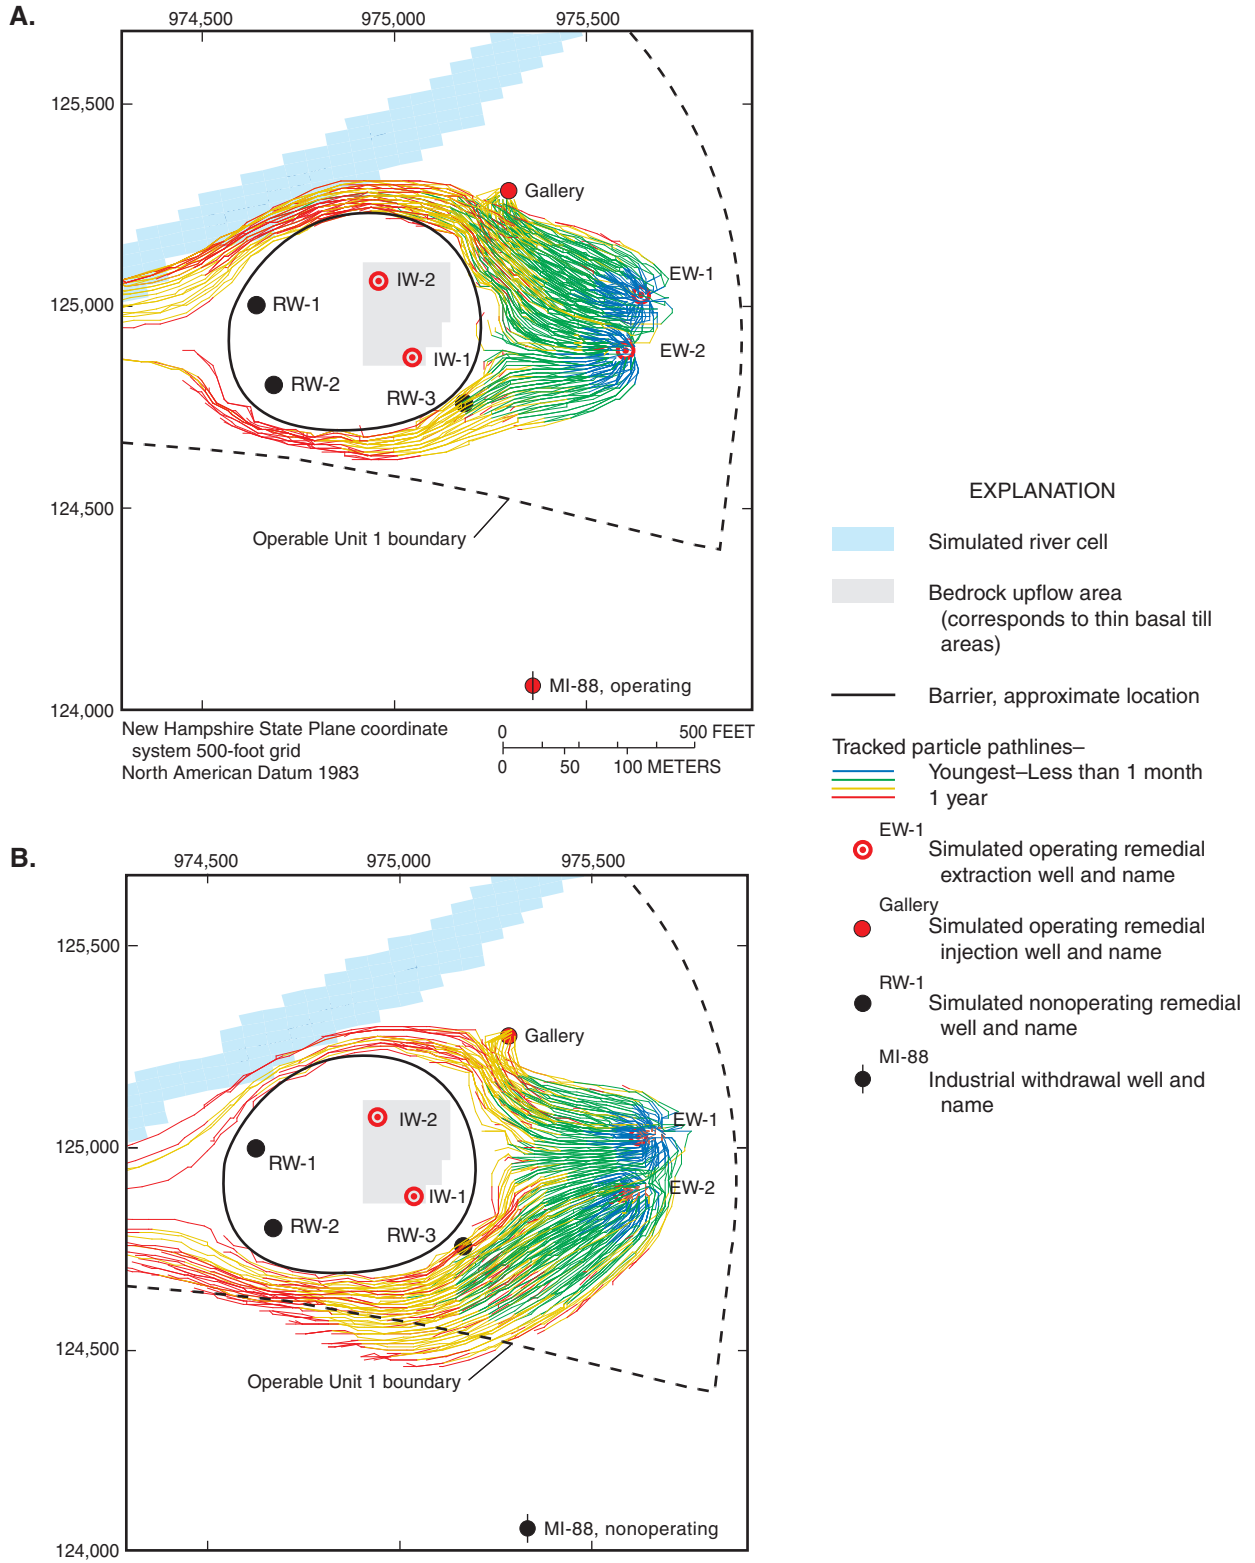 A.
974,500
975,000
975,500
125,500
Gallery
EW-1
IW-2
125,000
RW-1
EW-2
IW-1
RW-2
RW-3
124,500
Operable Unit 1 boundary
MI-88, operating
124,000
New Hampshire State Plane coordinate
system 500-foot grid
North American Datum 1983
0
500 FEET
0
50
100 METERS
EXPLANATION
Simulated river cell
Bedrock upflow area
(corresponds to thin basal till
areas)
Barrier, approximate location
Tracked particle pathlines–
Youngest–Less than 1 month
1 year
EW-1
Simulated operating remedial
extraction well and name
Gallery
Simulated operating remedial
injection well and name
RW-1
Simulated nonoperating remedial
well and name
MI-88
Industrial withdrawal well and
name
B.
974,500
975,000
975,500
125,500
Gallery
IW-2
EW-1
125,000
RW-1
EW-2
IW-1
RW-2
RW-3
124,500
Operable Unit 1 boundary
MI-88, nonoperating
124,000